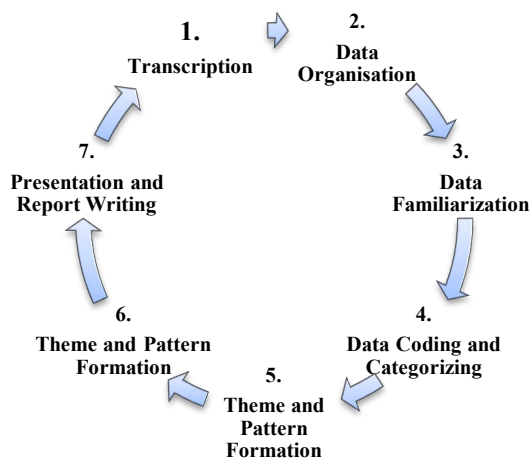 1.
Transcription
2.
Data
Organisation
3.
Data
Familiarization
4.
Data Coding and
Categorizing
5.
Theme and
Pattern
Formation
6.
Theme and Pattern
Formation
7.
Presentation and
Report Writing